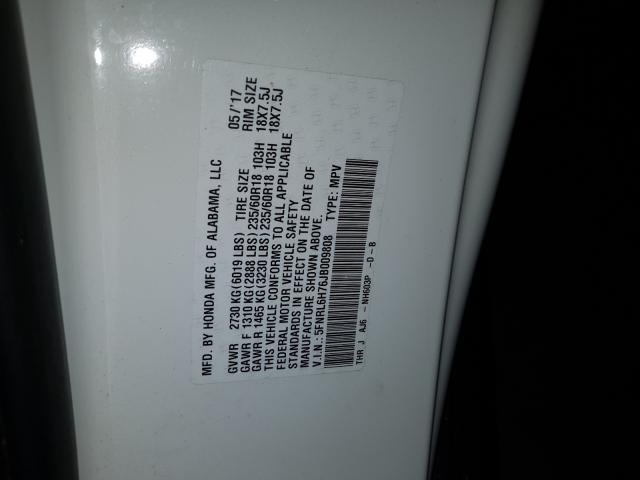 MFD. BY HONDA MFG. OF ALABAMA, LLC 05/'17
GVWR 2730 KG(6019 LBS) TIRE SIZE RIM SIZE
GAWR F 1310 KG(2888 LBS)235/60R18 103H 18X7.5J
GAWR R 1465 KG(3230 LBS)235/60R18 103H 18X7.5J
THIS VEHICLE CONFORMS TO ALL APPLICABLE
FEDERAL MOTOR VEHICLE SAFETY
STANDARDS IN EFFECT ON THE DATE OF
MANUFACTURE SHOWN ABOVE.
V.I.N.:5FNRL6H76JB009808 TYPE: MPV
THR J AJ6 - NH603P -D - B